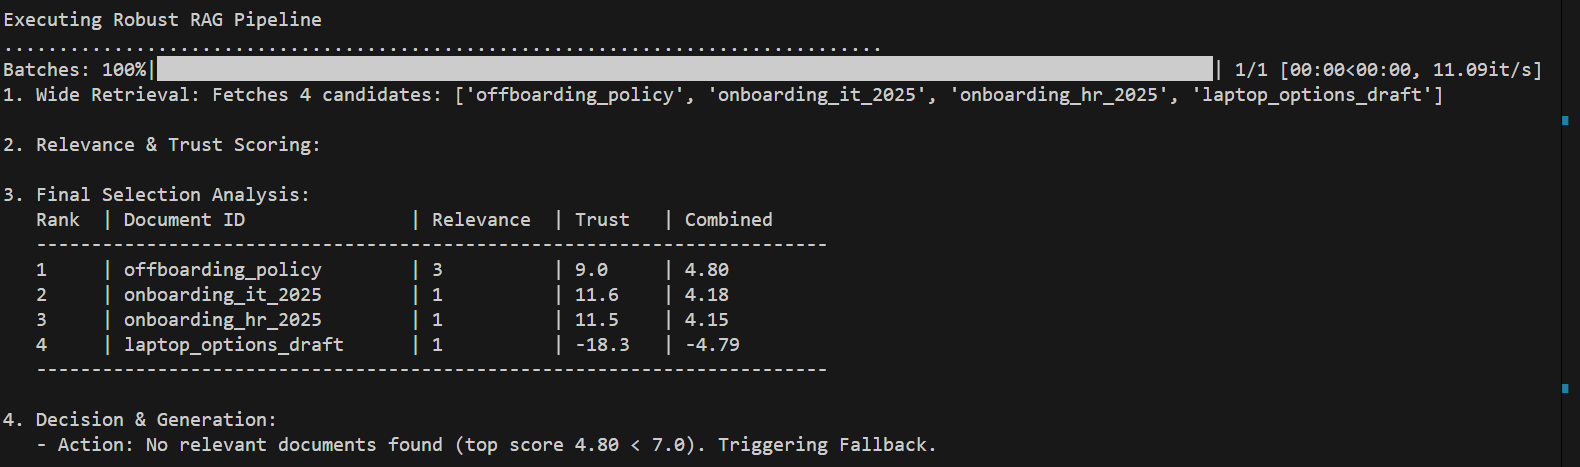 Executing Robust RAG Pipeline
................................................................................
Batches: 100%|██████████| 1/1 [00:00<00:00, 11.09it/s]
1. Wide Retrieval: Fetches 4 candidates: ['offboarding_policy', 'onboarding_it_2025', 'onboarding_hr_2025', 'laptop_options_draft']
2. Relevance & Trust Scoring:
3. Final Selection Analysis:
Rank | Document ID | Relevance | Trust | Combined
------------------------------------------------------------------------
1 | offboarding_policy | 3 | 9.0 | 4.80
2 | onboarding_it_2025 | 1 | 11.6 | 4.18
3 | onboarding_hr_2025 | 1 | 11.5 | 4.15
4 | laptop_options_draft | 1 | -18.3 | -4.79
------------------------------------------------------------------------
4. Decision & Generation:
- Action: No relevant documents found (top score 4.80 < 7.0). Triggering Fallback.